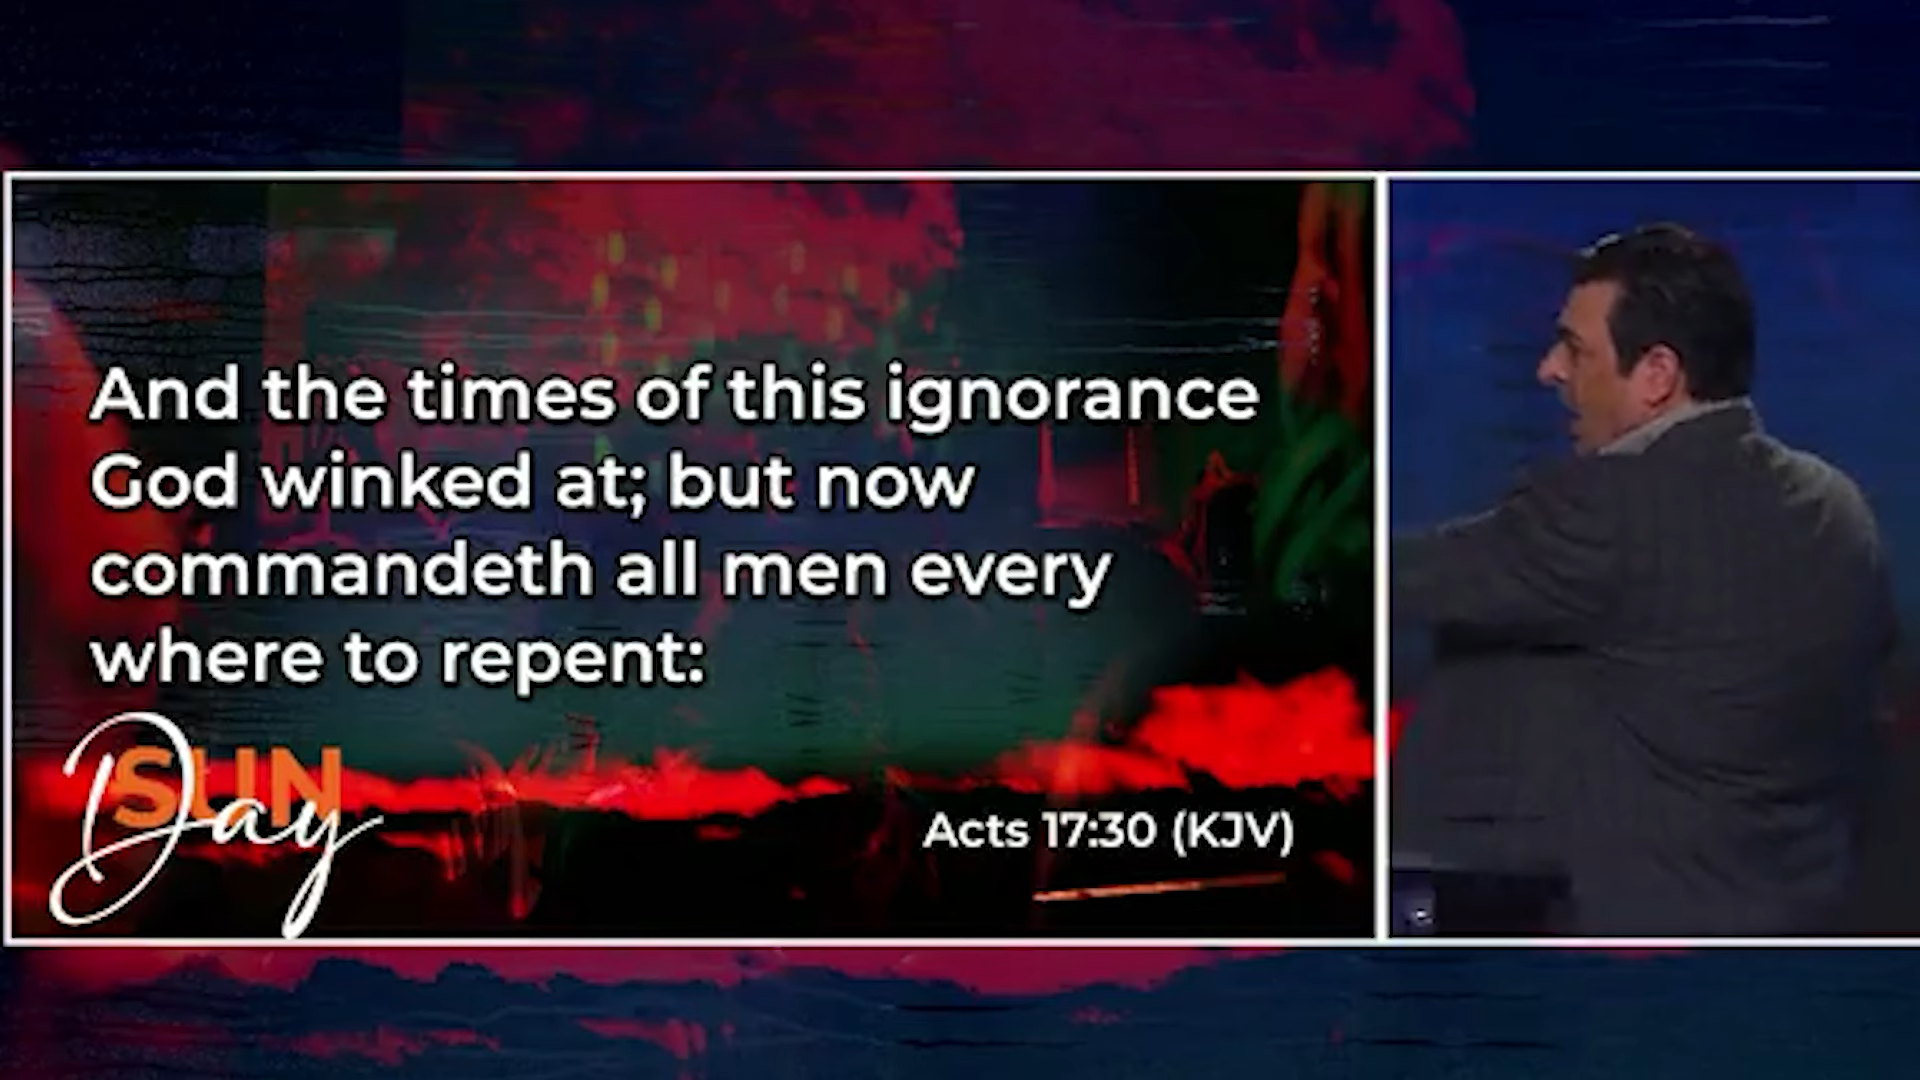 And the times of this ignorance
God winked at; but now
commandeth all men every
where to repent:
SUN
Day
Acts 17:30 (KJV)